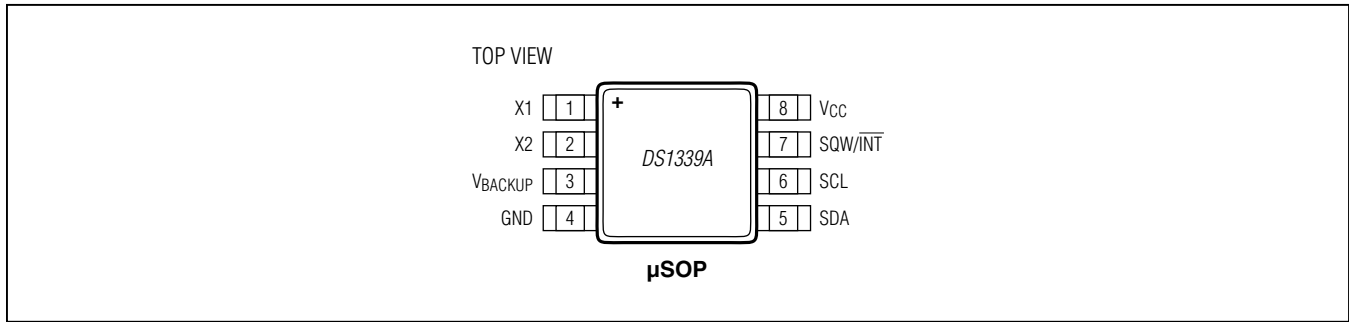 TOP VIEW
X1 1 + 8 VCC
X2 2 DS1339A 7 SQW/INT
VBACKUP 3 6 SCL
GND 4 5 SDA
µSOP